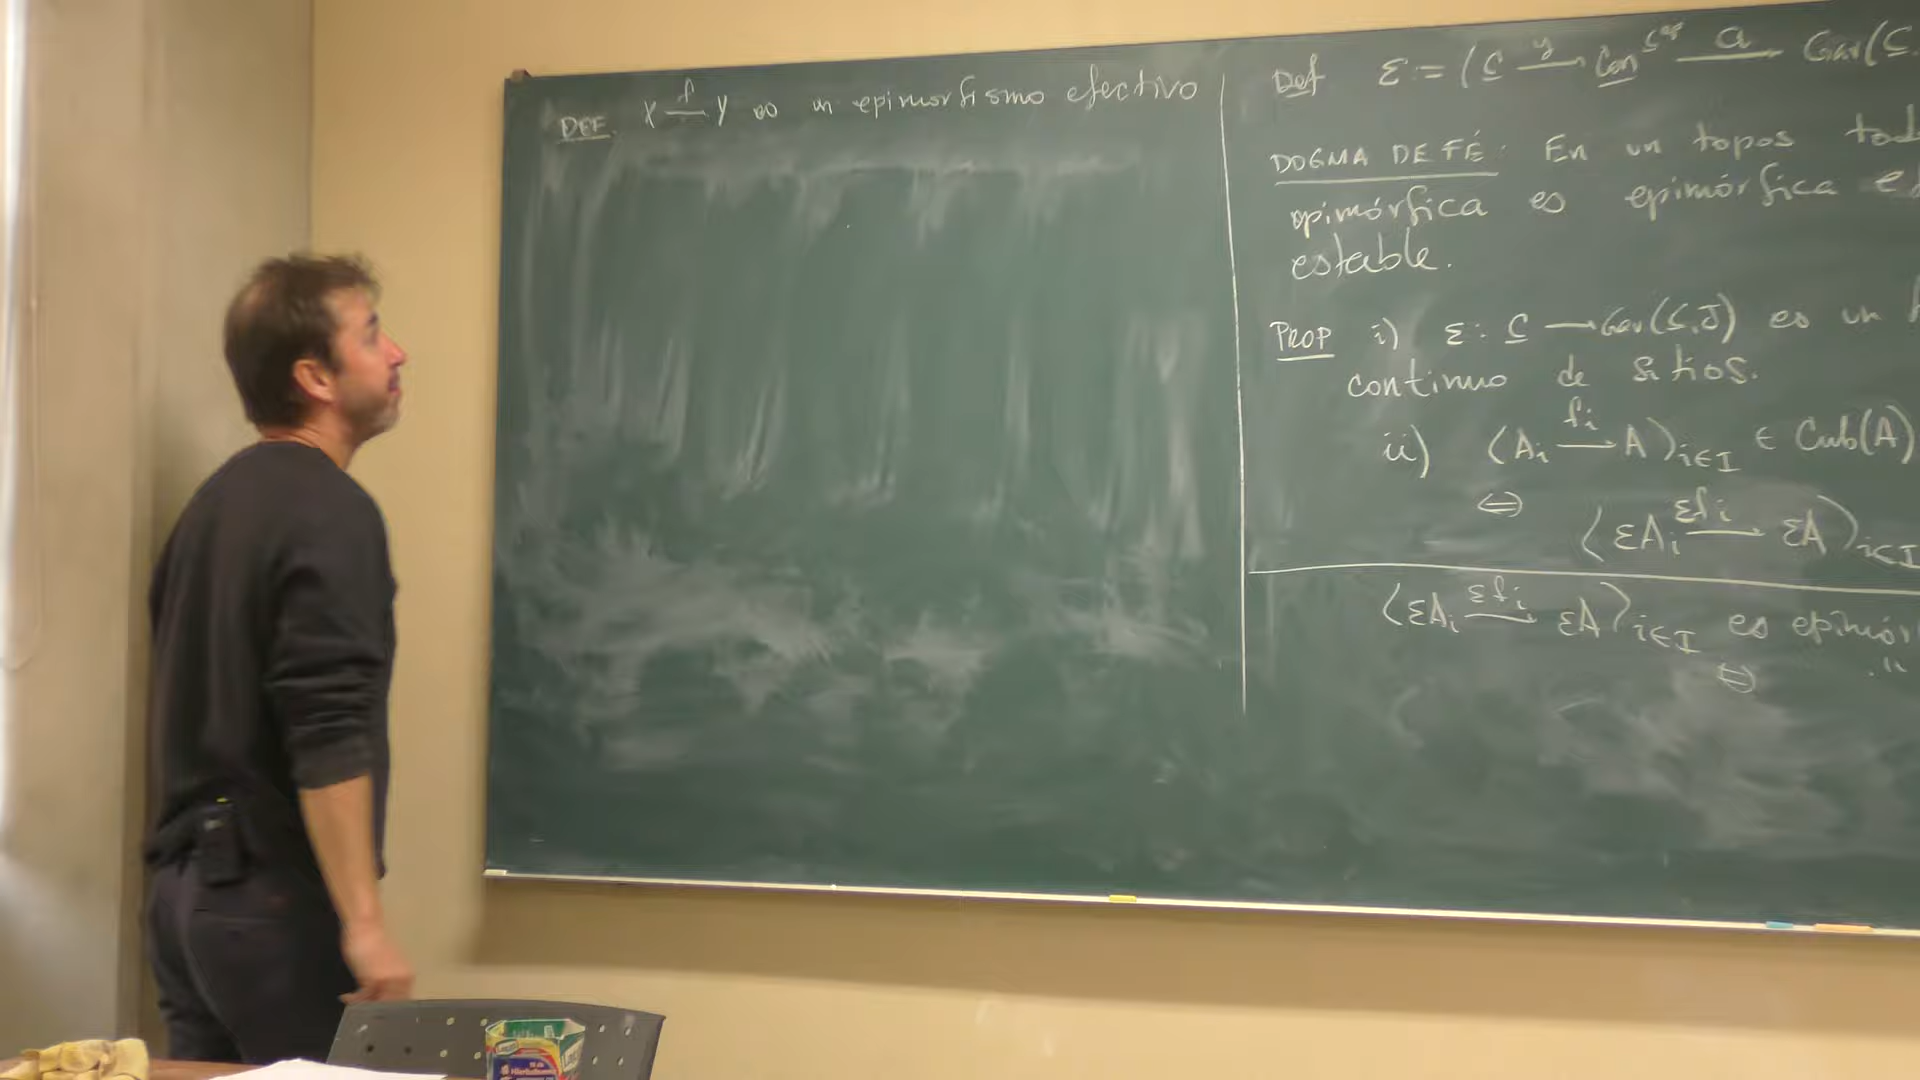 DEF. X —f→ Y es un epimorfismo efectivo
Def ε := (C —y→ Con^{C^{op}} —a→ Gav(C,
DOGMA DE FÉ: En un topos tod
epimórfica es epimórfica e
estable.
PROP i) ε: C → Gav(C,J) es un
continuo de sitios.
ii) (A_i —f_i→ A)_{i∈I} ∈ Cub(A)
⇔
(εA_i —εf_i→ εA)_{i∈I}
(εA_i —εf_i→ εA)_{i∈I} es epimór
⇔ "